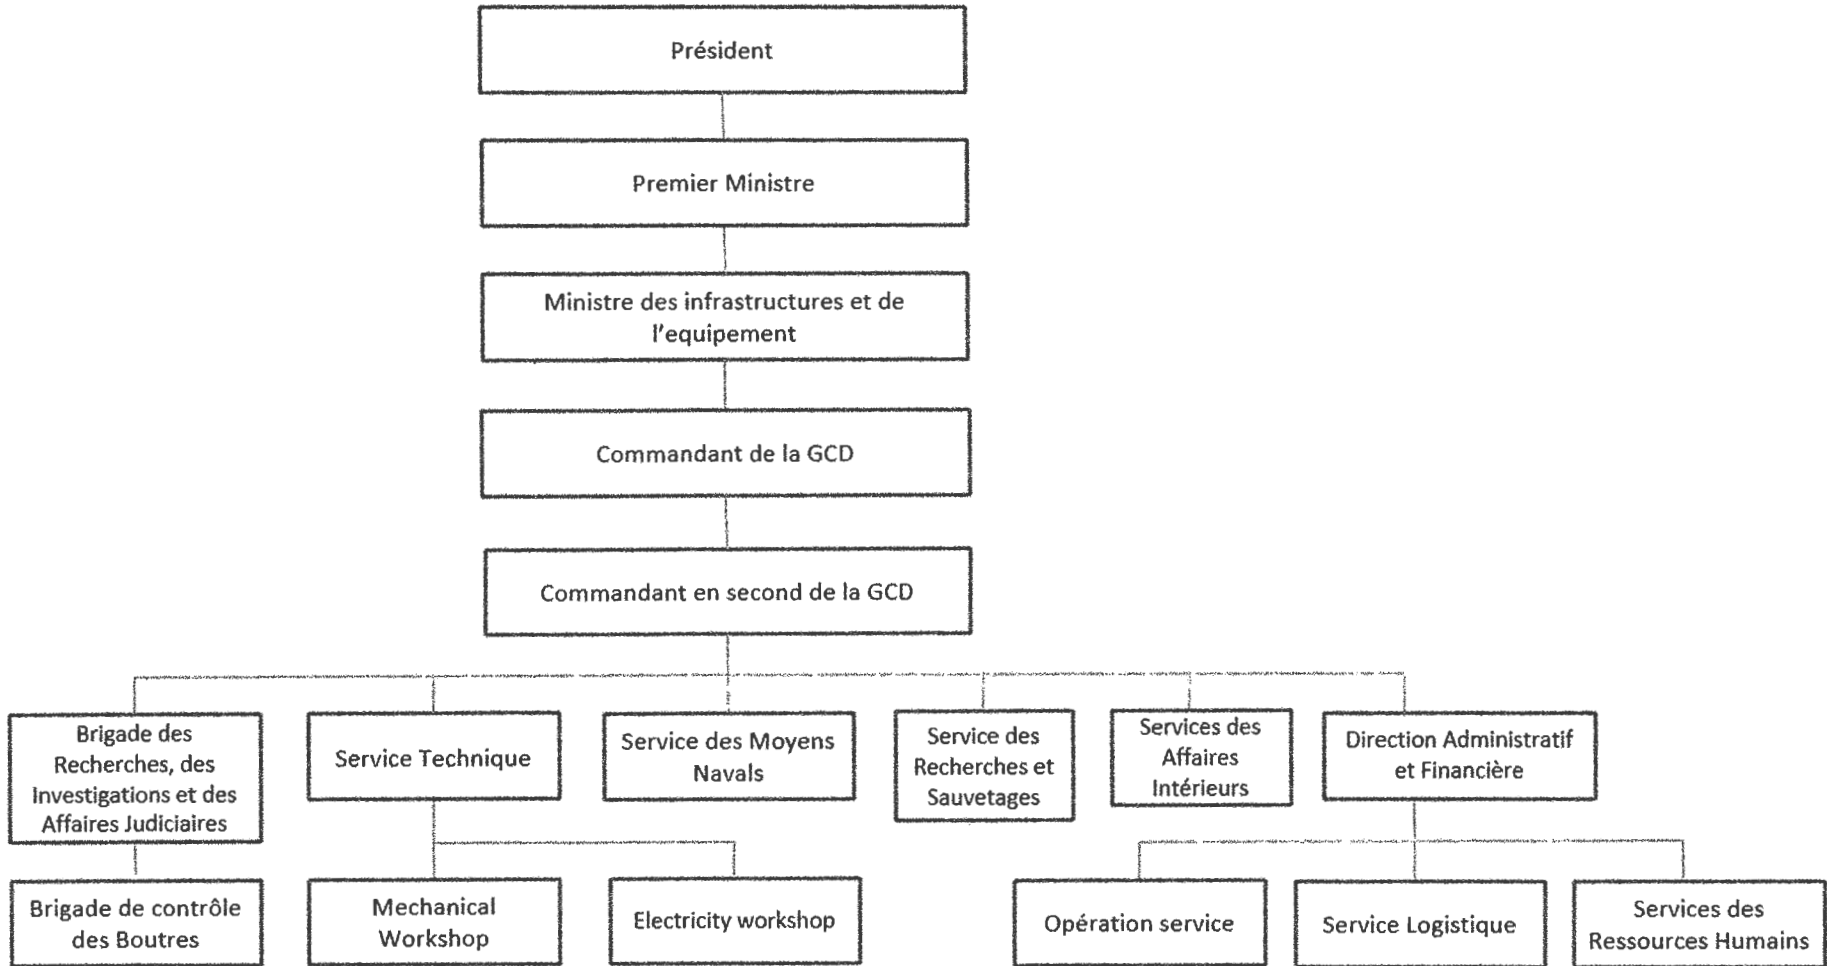 Président
Premier Ministre
Ministre des infrastructures et de
l'equipement
Commandant de la GCD
Commandant en second de la GCD
Brigade des
Recherches, des
Investigations et des
Affaires Judiciaires
Service Technique
Service des Moyens
Navals
Service des
Recherches et
Sauvetages
Services des
Affaires
Intérieurs
Direction Administratif
et Financière
Brigade de contrôle
des Boutres
Mechanical
Workshop
Electricity workshop
Opération service
Service Logistique
Services des
Ressources Humains